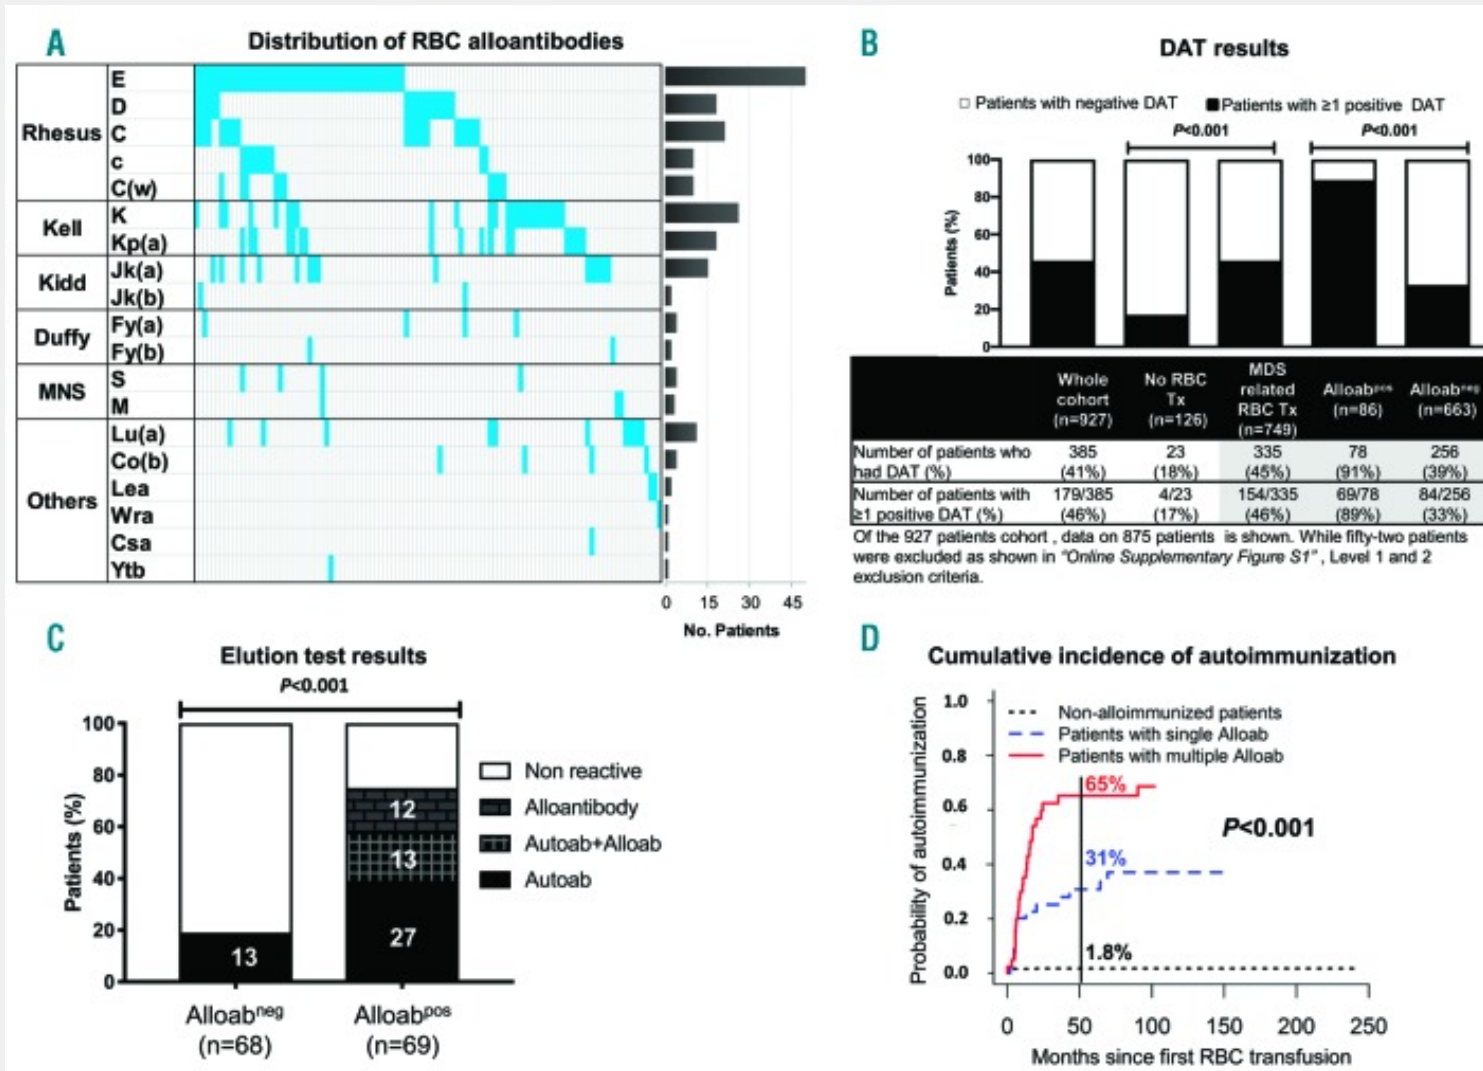 A
Distribution of RBC alloantibodies
Rhesus
E
D
C
c
C(w)
Kell
K
Kp(a)
Kidd
Jk(a)
Jk(b)
Duffy
Fy(a)
Fy(b)
MNS
S
M
Others
Lu(a)
Co(b)
Lea
Wra
Csa
Ytb
0 15 30 45
No. Patients
B
DAT results
Patients with negative DAT Patients with ≥1 positive DAT
P<0.001 P<0.001
Patients (%)
100
80
60
40
20
0
Whole cohort (n=927) No RBC Tx (n=126) MDS related RBC Tx (n=749) Alloabᵖᵒˢ (n=86) Alloabⁿᵉᵍ (n=663)
Number of patients who had DAT (%) 385 (41%) 23 (18%) 335 (45%) 78 (91%) 256 (39%)
Number of patients with ≥1 positive DAT (%) 179/385 (46%) 4/23 (17%) 154/335 (46%) 69/78 (89%) 84/256 (33%)
Of the 927 patients cohort , data on 875 patients is shown. While fifty-two patients
were excluded as shown in "Online Supplementary Figure S1" , Level 1 and 2
exclusion criteria.
C
Elution test results
P<0.001
Patients (%)
100
80
60
40
20
0
13
12
13
27
Non reactive
Alloantibody
Autoab+Alloab
Autoab
Alloabⁿᵉᵍ
(n=68)
Alloabᵖᵒˢ
(n=69)
D
Cumulative incidence of autoimmunization
Probability of autoimmunization
1.0
0.8
0.6
0.4
0.2
0.0
Non-alloimmunized patients
Patients with single Alloab
Patients with multiple Alloab
65%
P<0.001
31%
1.8%
0 50 100 150 200 250
Months since first RBC transfusion